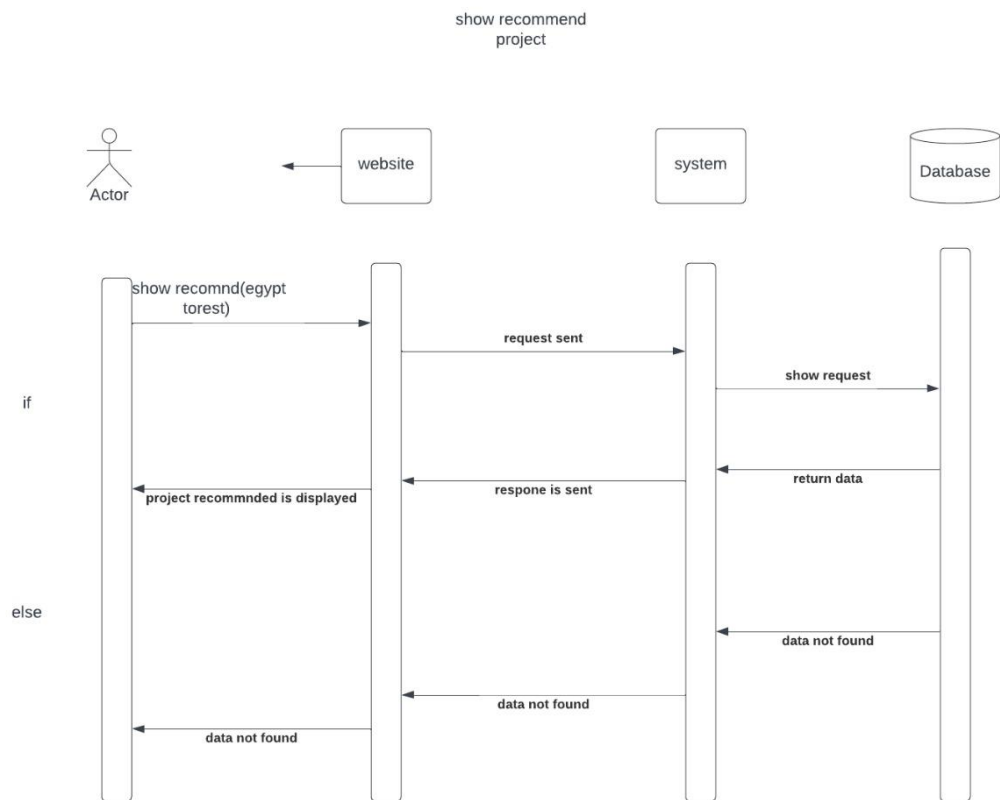 show recommend
project
Actor
website
system
Database
show recomnd(egypt
torest)
request sent
show request
if
return data
respone is sent
project recommnded is displayed
else
data not found
data not found
data not found